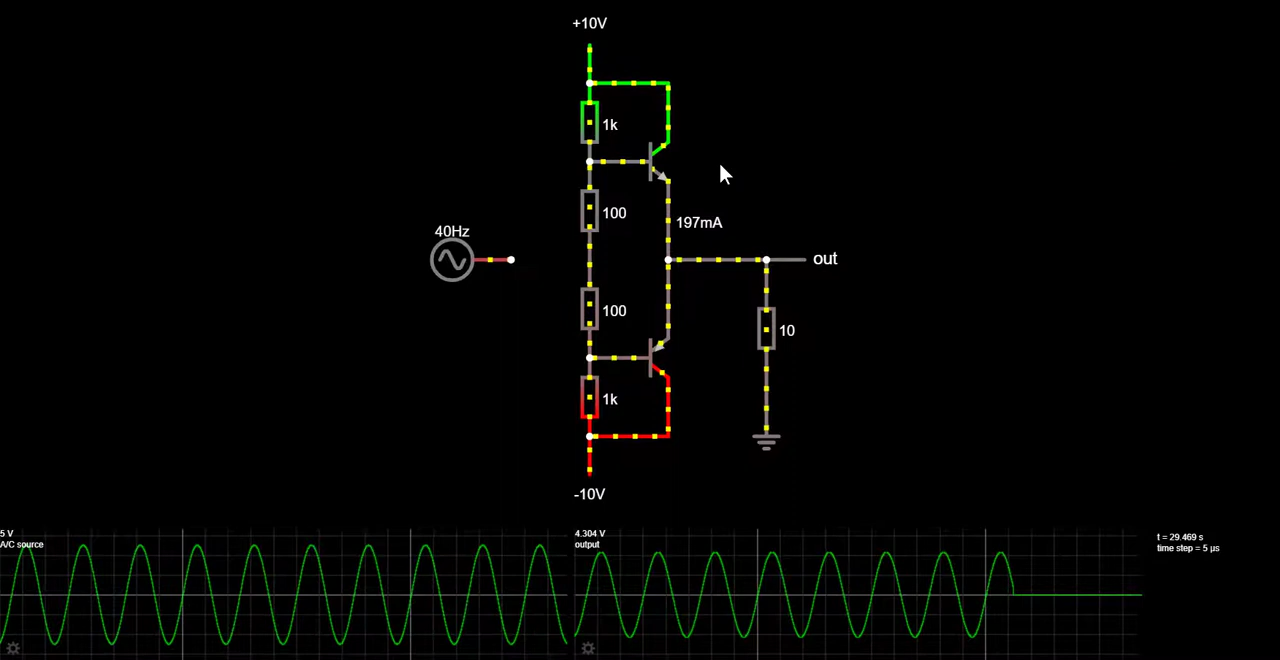 +10V
1k
100
197mA
40Hz
out
100
10
1k
-10V
5 V
A/C source
4.304 V
output
t = 29.469 s
time step = 5 µs